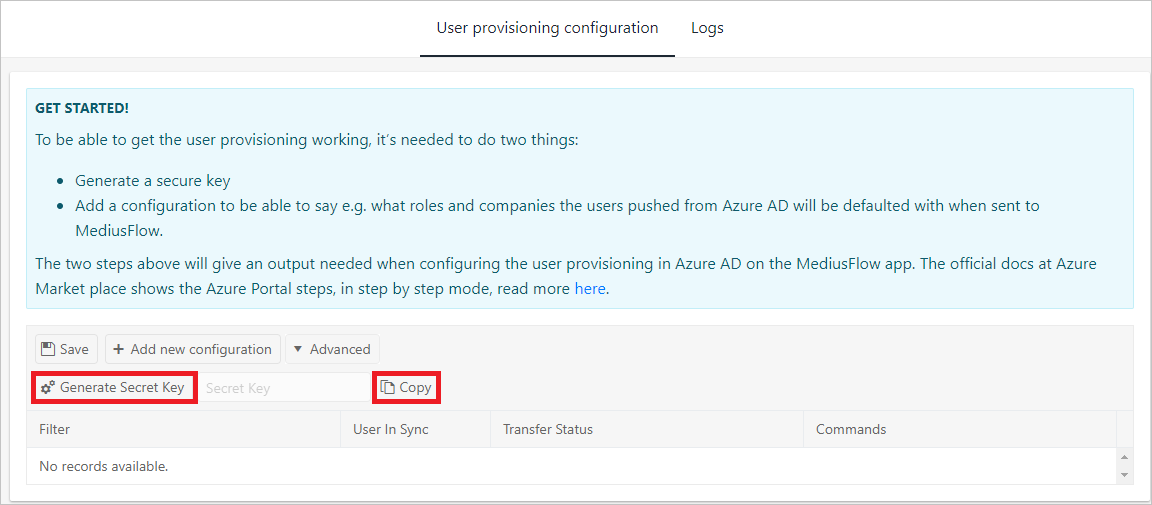 User provisioning configuration Logs
GET STARTED!
To be able to get the user provisioning working, it's needed to do two things:
Generate a secure key
Add a configuration to be able to say e.g. what roles and companies the users pushed from Azure AD will be defaulted with when sent to
MediusFlow.
The two steps above will give an output needed when configuring the user provisioning in Azure AD on the MediusFlow app. The official docs at Azure
Market place shows the Azure Portal steps, in step by step mode, read more here.
Save + Add new configuration Advanced
Generate Secret Key Secret Key Copy
Filter User In Sync Transfer Status Commands
No records available.